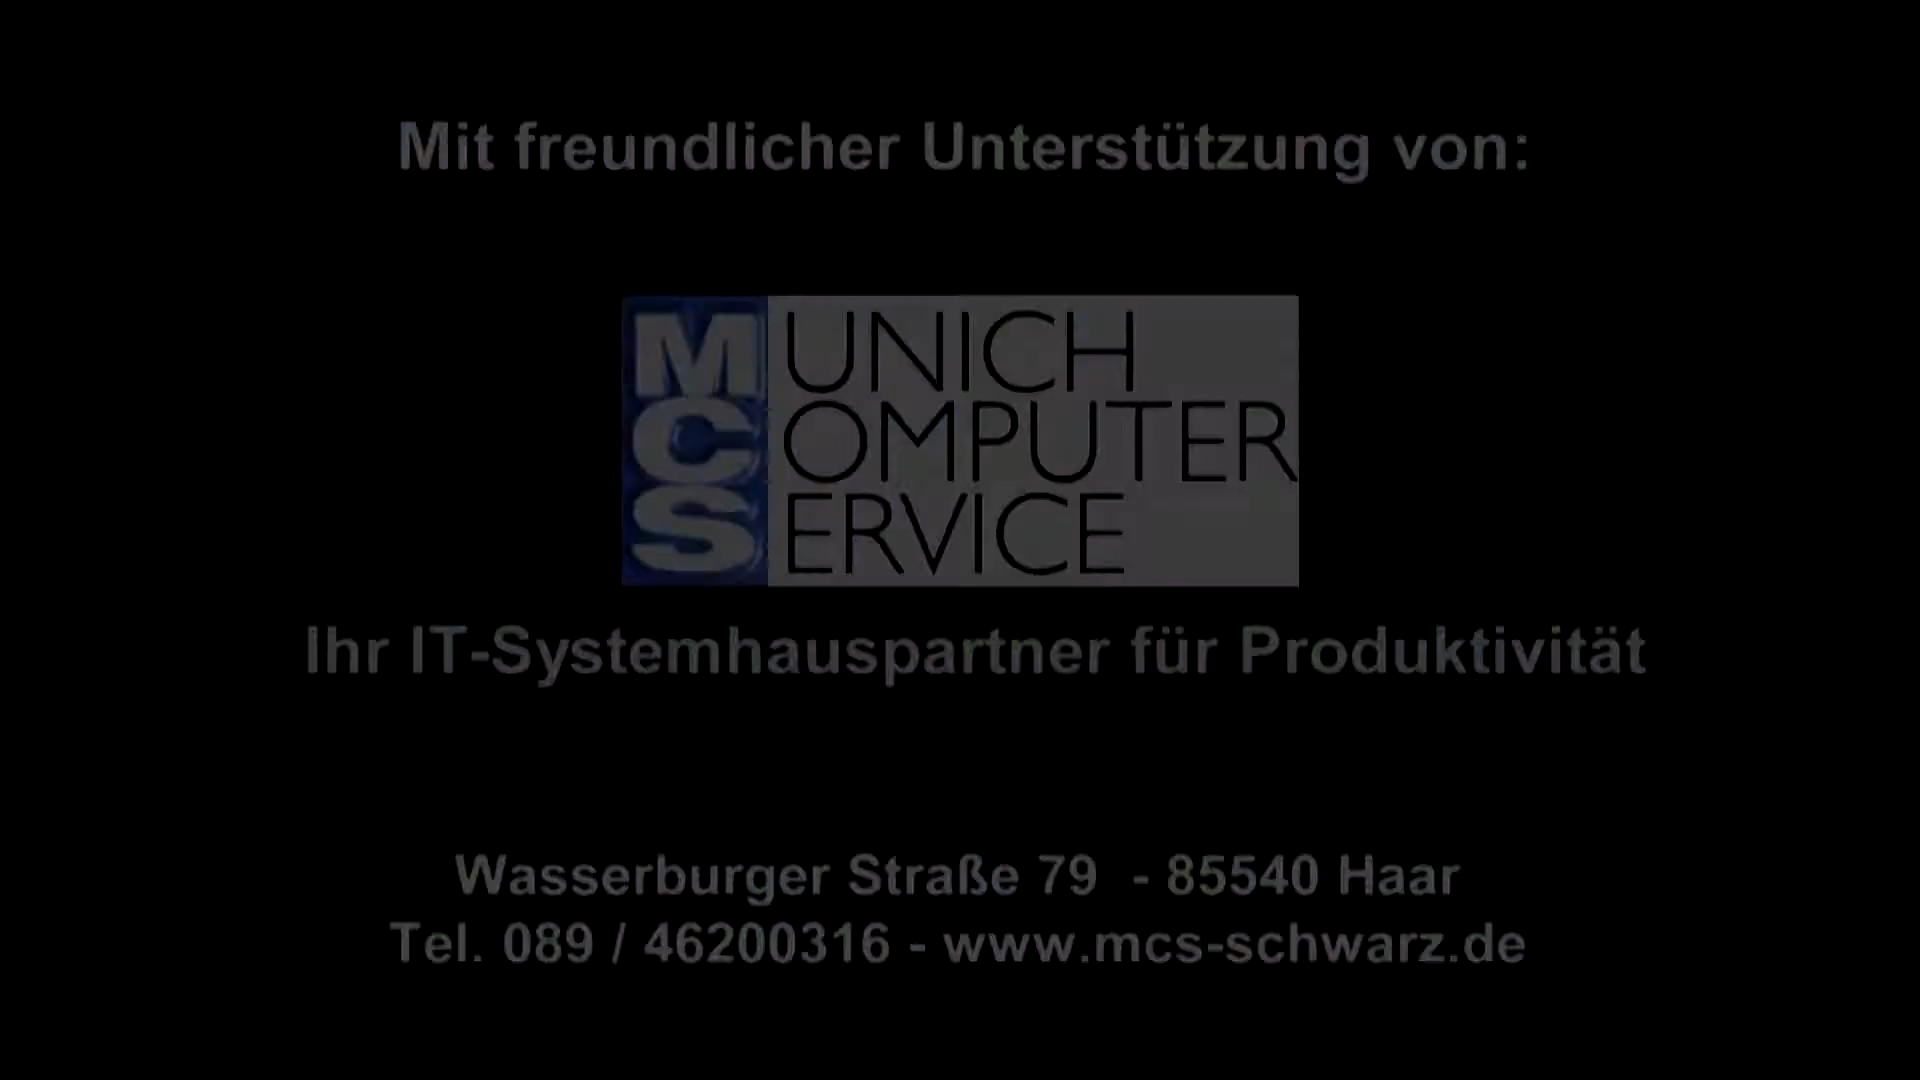 Mit freundlicher Unterstützung von:
MUNICH
COMPUTER
SERVICE
Ihr IT-Systemhauspartner für Produktivität
Wasserburger Straße 79 - 85540 Haar
Tel. 089 / 46200316 - www.mcs-schwarz.de